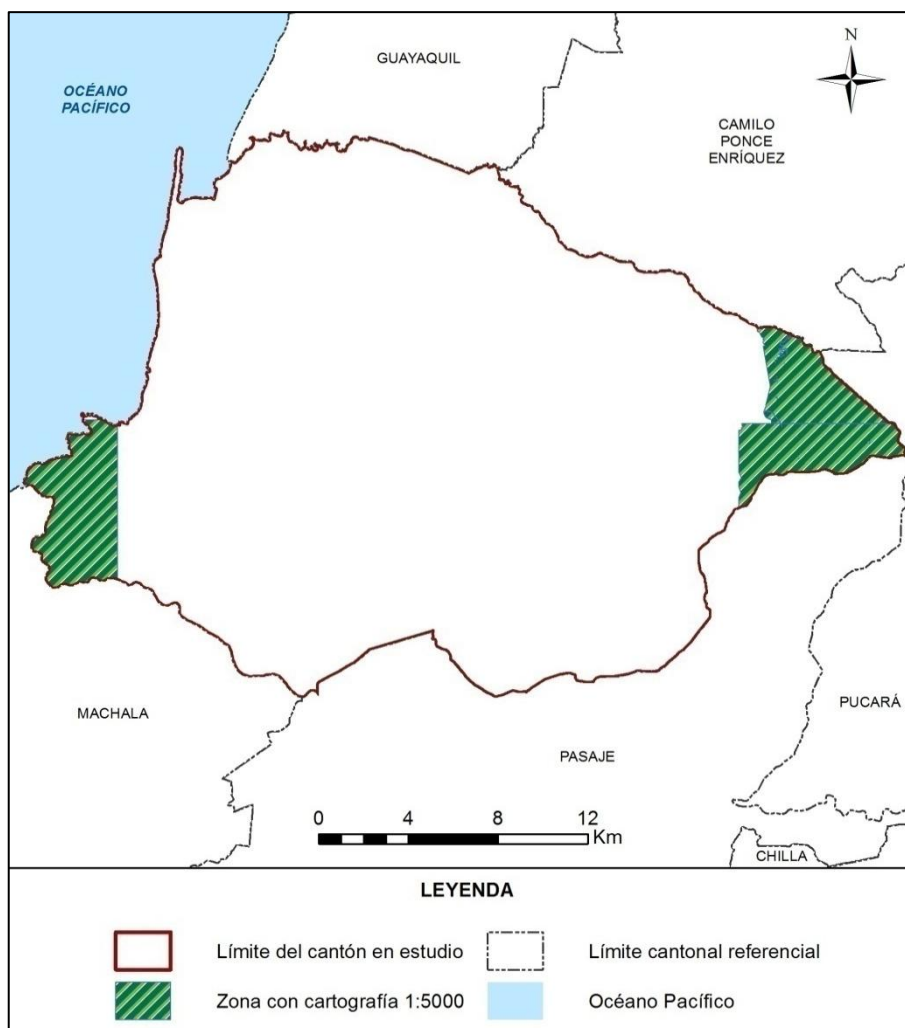 N
GUAYAQUIL
OCÉANO
PACÍFICO
CAMILO
PONCE
ENRÍQUEZ
MACHALA
PUCARÁ
PASAJE
0 4 8 12
Km
CHILLA
LEYENDA
Límite del cantón en estudio
Límite cantonal referencial
Zona con cartografía 1:5000
Océano Pacífico